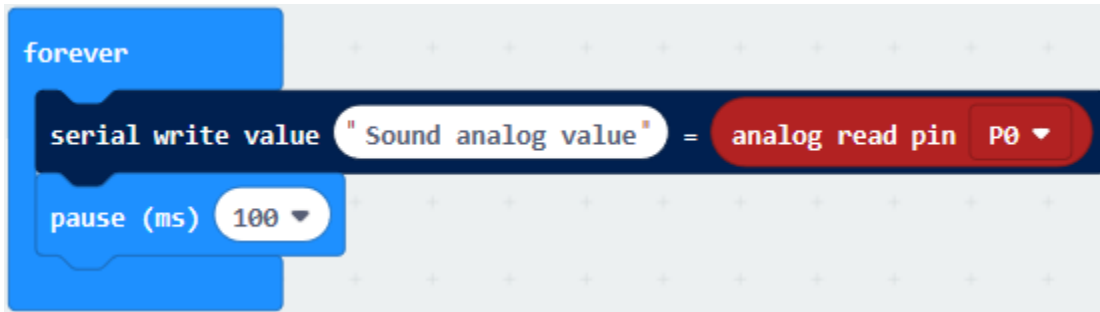 forever
serial write value "Sound analog value" = analog read pin P0
pause (ms) 100